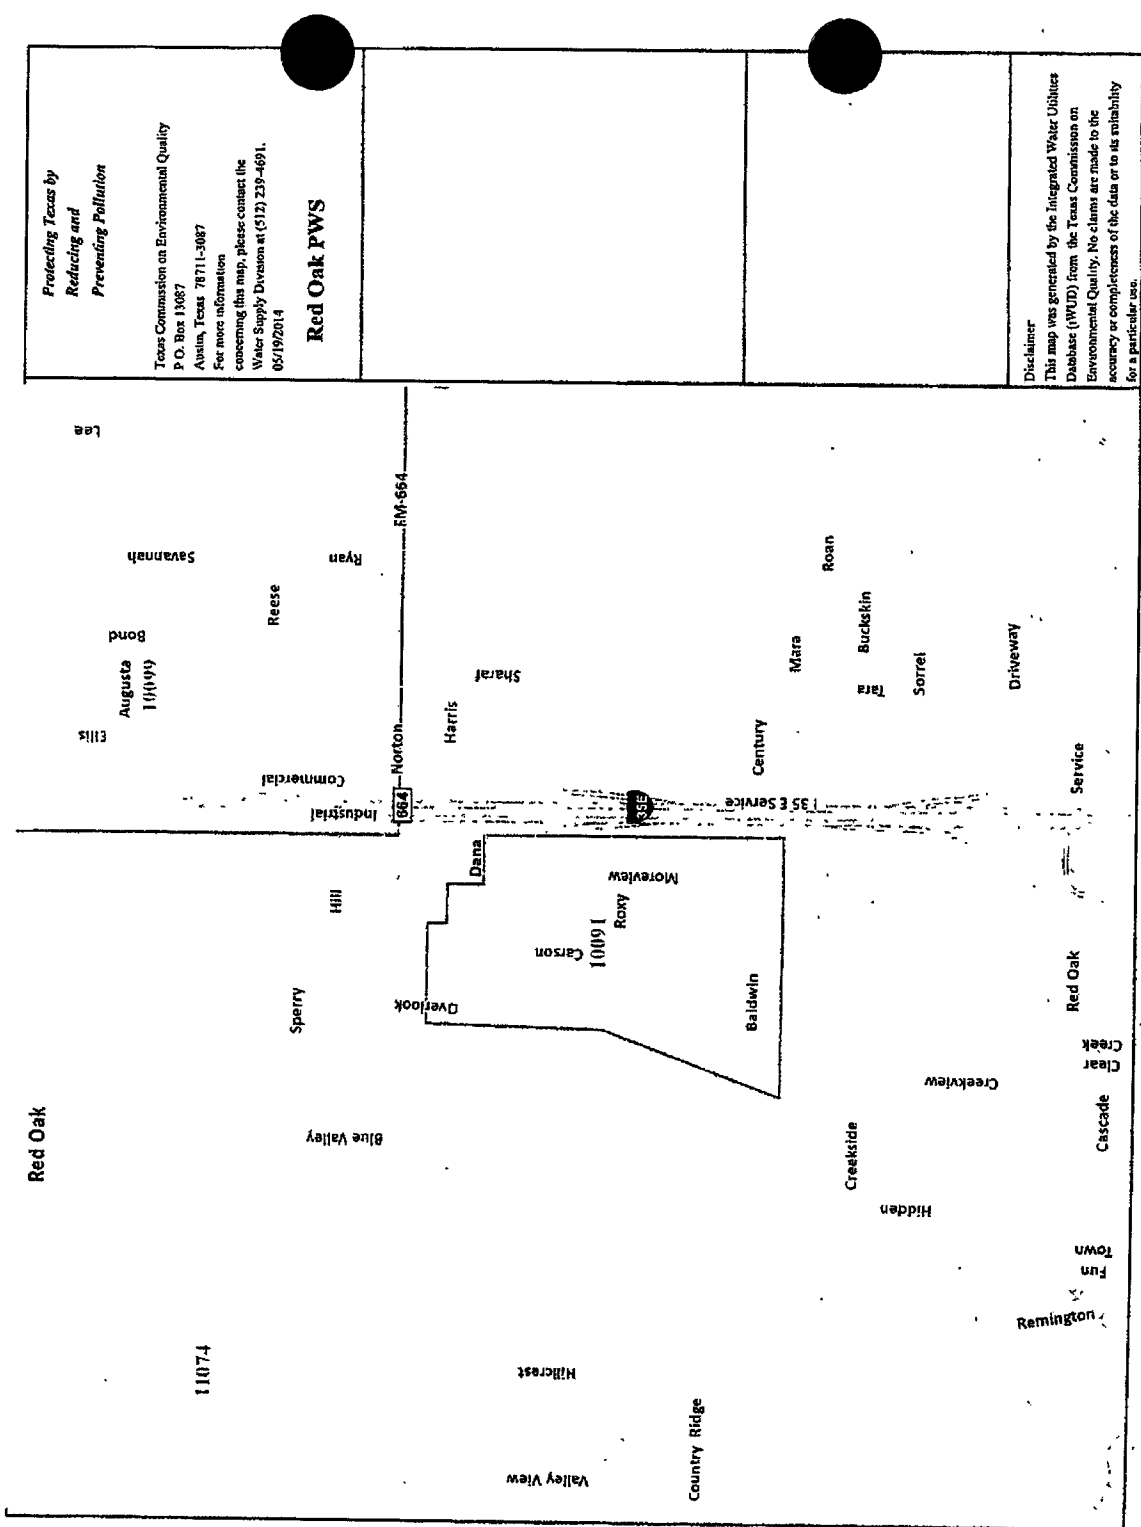 Protecting Texas by
Reducing and
Preventing Pollution
Texas Commission on Environmental Quality
P O. Box 13087
Austin, Texas 78711-3087
For more information
concerning this map, please contact the
Water Supply Division at (512) 239-4691.
05/19/2014
Red Oak PWS
Disclaimer
This map was generated by the Integrated Water Utilities
Database (iWUD) from the Texas Commission on
Environmental Quality. No claims are made to the
accuracy or completeness of the data or to its suitability
for a particular use.
Red Oak
11074
Lee
Savannah
Bond
Augusta
10099
Ellis
Reese
Ryan
Commercial
Industrial
Hill
Sperry
Blue Valley
FM-664
Norton
664
Harris
Sharaf
Dana
Overlook
Carson
10091
Roxy
Moreview
35E
Baldwin
I 35 E Service
Century
Mara
Roan
Tara
Buckskin
Sorrel
Driveway
Service
Hillcrest
Valley View
Country Ridge
Creekside
Hidden
Creekview
Red Oak
Clear
Creek
Cascade
Fun
Town
Remington